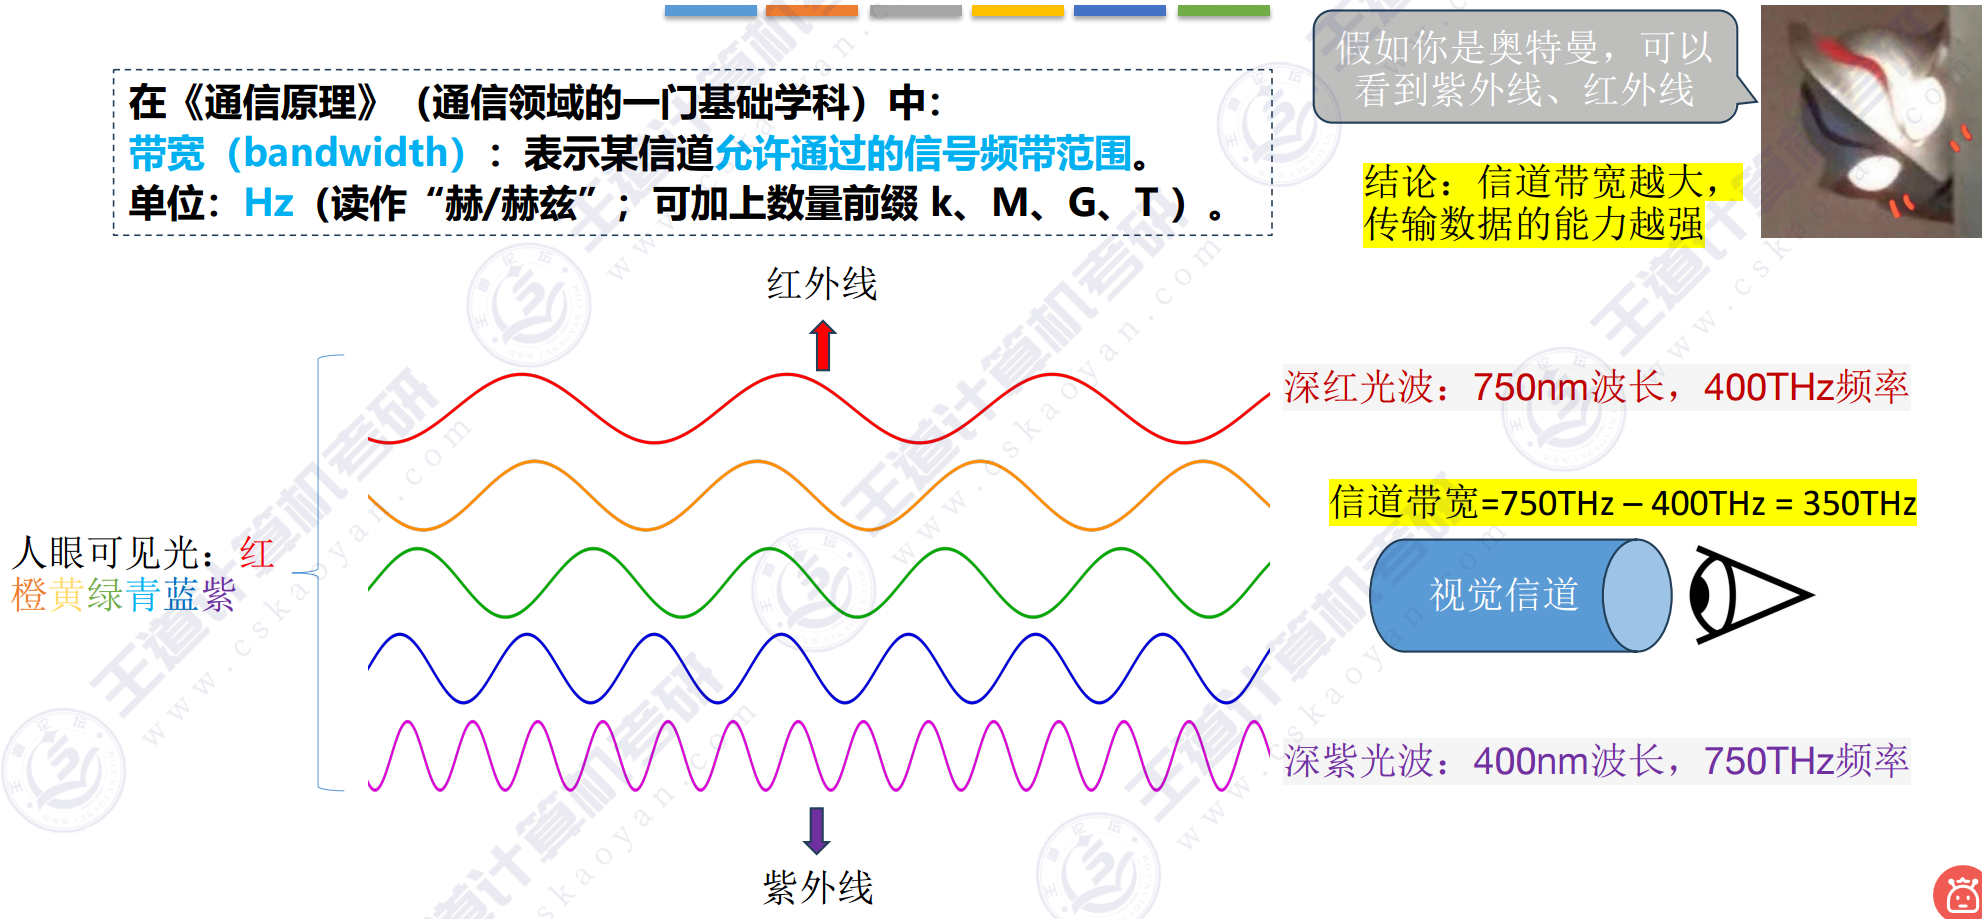 在《通信原理》（通信领域的一门基础学科）中：
带宽（bandwidth）：表示某信道允许通过的信号频带范围。
单位：Hz（读作“赫/赫兹”；可加上数量前缀 k、M、G、T ）。
假如你是奥特曼，可以
看到紫外线、红外线
结论：信道带宽越大，
传输数据的能力越强
红外线
深红光波：750nm波长，400THz频率
信道带宽=750THz – 400THz = 350THz
人眼可见光：红
橙黄绿青蓝紫
视觉信道
深紫光波：400nm波长，750THz频率
紫外线
王道计算机考研
www.cskaoyan.com